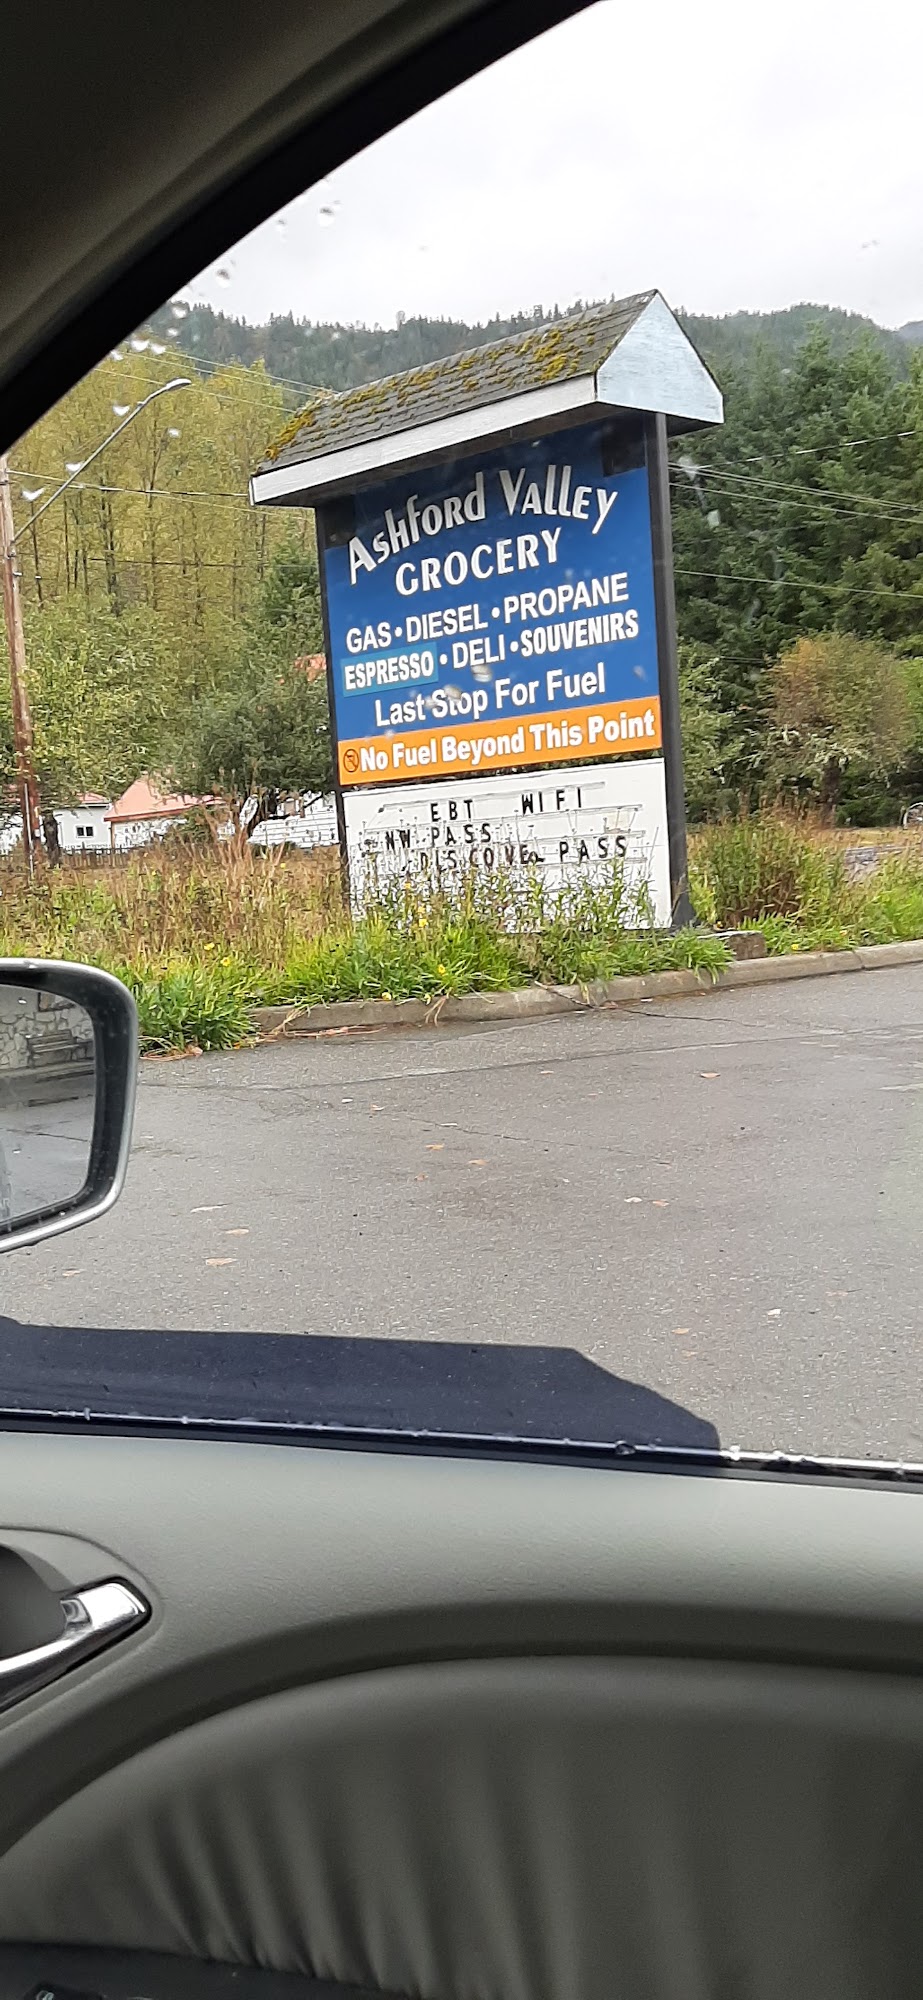 Ashford Valley
GROCERY
GAS • DIESEL • PROPANE
ESPRESSO • DELI • SOUVENIRS
Last Stop For Fuel
No Fuel Beyond This Point
EBT WIFI
NW PASS
DISCOVER PASS